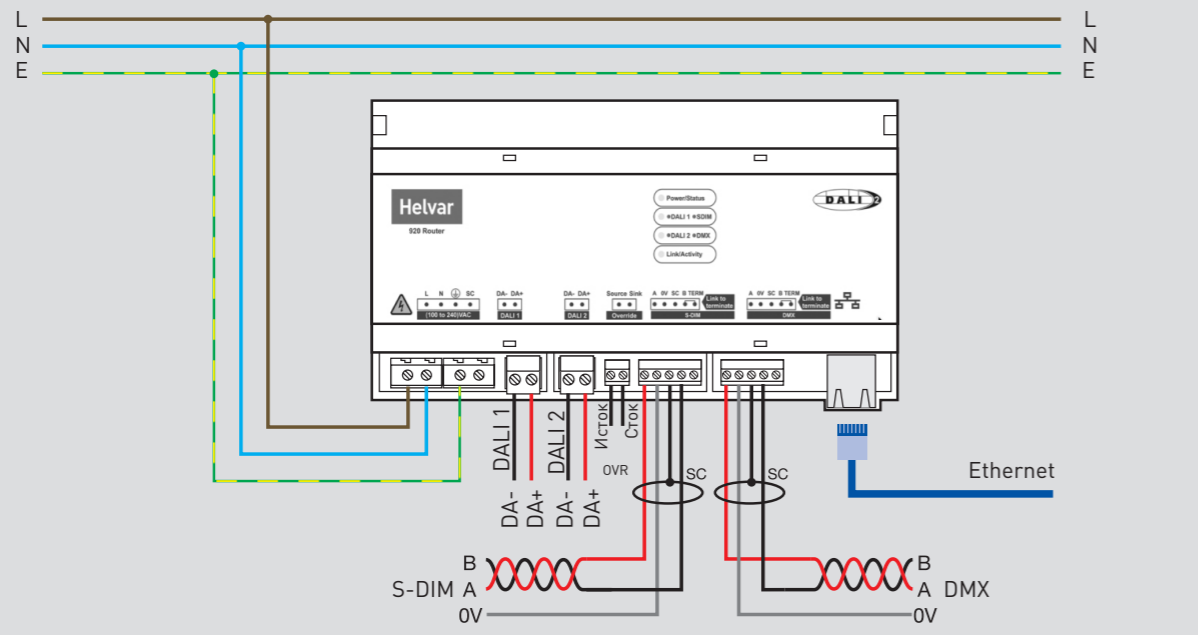 L L
N N
E E
Helvar
920 Router
Power/Status
DALI 1 SDIM
DALI 2 DMX
Link/Activity
DALI 2
L N SC
(100 to 240)VAC
DA- DA+
DALI 1
DA- DA+
DALI 2
Source Sink
Override
A 0V SC B TERM
Link to
terminate
S-DIM
A 0V SC B TERM
Link to
terminate
DMX
DALI 1
DALI 2
Исток
Сток
OVR
SC
SC
DA-
DA+
DA-
DA+
Ethernet
B
S-DIM A
0V
B
A DMX
0V